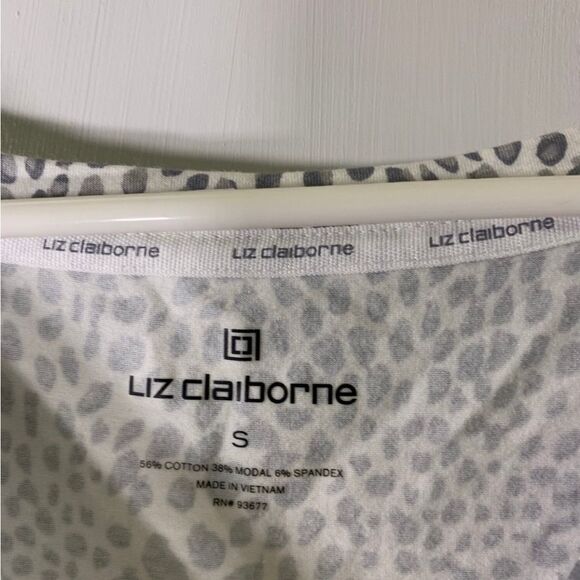 LIZ claiborne LIZ claiborne LIZ claiborne
LIZ claiborne
S
56% COTTON 38% MODAL 6% SPANDEX
MADE IN VIETNAM
RN# 93677